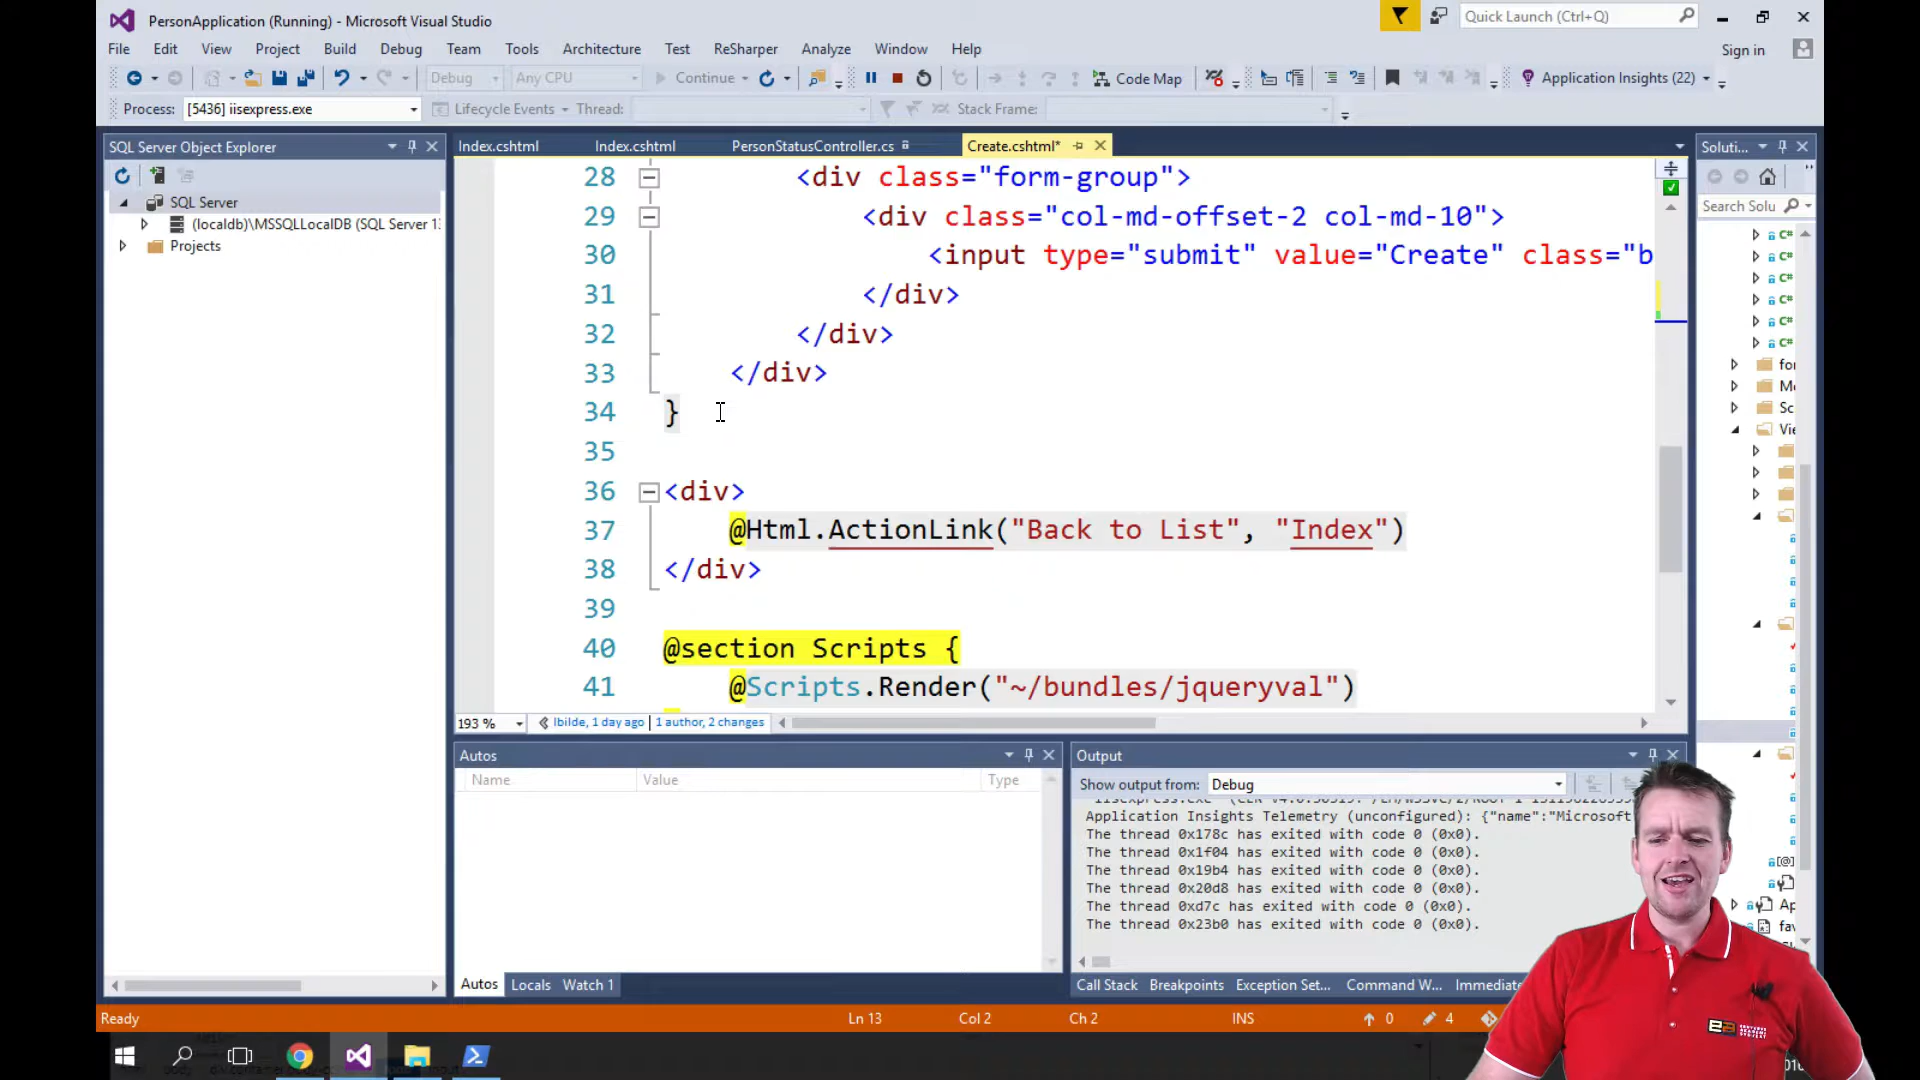 PersonApplication (Running) - Microsoft Visual Studio
Quick Launch (Ctrl+Q)
File Edit View Project Build Debug Team Tools Architecture Test ReSharper Analyze Window Help
Sign in
Debug Any CPU Continue Code Map Application Insights (22)
Process: [5436] iisexpress.exe Lifecycle Events Thread: Stack Frame:
SQL Server Object Explorer
SQL Server
(localdb)\MSSQLLocalDB (SQL Server 1
Projects
Index.cshtml Index.cshtml PersonStatusController.cs Create.cshtml*
28 <div class="form-group">
29 <div class="col-md-offset-2 col-md-10">
30 <input type="submit" value="Create" class="b
31 </div>
32 </div>
33 </div>
34 }
35
36 <div>
37 @Html.ActionLink("Back to List", "Index")
38 </div>
39
40 @section Scripts {
41 @Scripts.Render("~/bundles/jqueryval")
193 % lbilde, 1 day ago | 1 author, 2 changes
Soluti...
Search Solu
C#
C#
C#
C#
C#
C#
fo
M
Sc
Vi
Ap
fav
Autos
Name Value Type
Autos Locals Watch 1
Output
Show output from: Debug
Application Insights Telemetry (unconfigured): {"name":"Microsoft
The thread 0x178c has exited with code 0 (0x0).
The thread 0x1f04 has exited with code 0 (0x0).
The thread 0x19b4 has exited with code 0 (0x0).
The thread 0x20d8 has exited with code 0 (0x0).
The thread 0xd7c has exited with code 0 (0x0).
The thread 0x23b0 has exited with code 0 (0x0).
Call Stack Breakpoints Exception Set... Command W... Immediate
Ready Ln 13 Col 2 Ch 2 INS 0 4